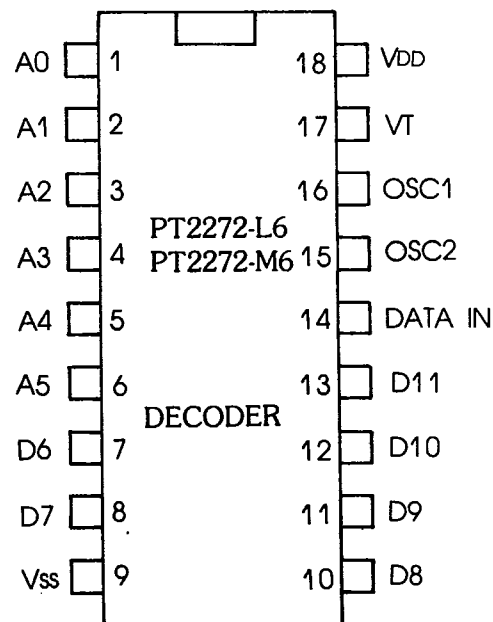 A0 1 18 VDD
A1 2 17 VT
A2 3 16 OSC1
PT2272-L6
A3 4 PT2272-M6 15 OSC2
A4 5 14 DATA IN
A5 6 13 D11
DECODER
D6 7 12 D10
D7 8 11 D9
Vss 9 10 D8